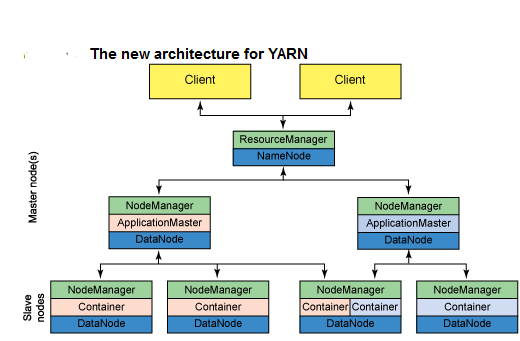 The new architecture for YARN
Client
Client
ResourceManager
NameNode
Master node(s)
NodeManager
ApplicationMaster
DataNode
NodeManager
ApplicationMaster
DataNode
Slave
nodes
NodeManager
Container
DataNode
NodeManager
Container
DataNode
NodeManager
Container Container
DataNode
NodeManager
Container
DataNode